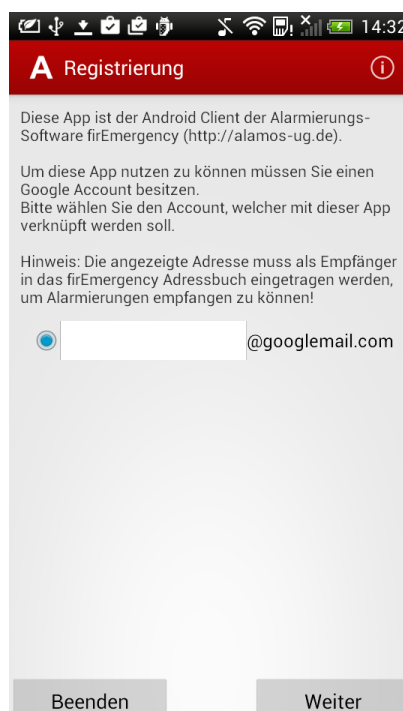 14:32
A Registrierung
Diese App ist der Android Client der Alarmierungs-
Software firEmergency (http://alamos-ug.de).
Um diese App nutzen zu können müssen Sie einen
Google Account besitzen.
Bitte wählen Sie den Account, welcher mit dieser App
verknüpft werden soll.
Hinweis: Die angezeigte Adresse muss als Empfänger
in das firEmergency Adressbuch eingetragen werden,
um Alarmierungen empfangen zu können!
@googlemail.com
Beenden Weiter